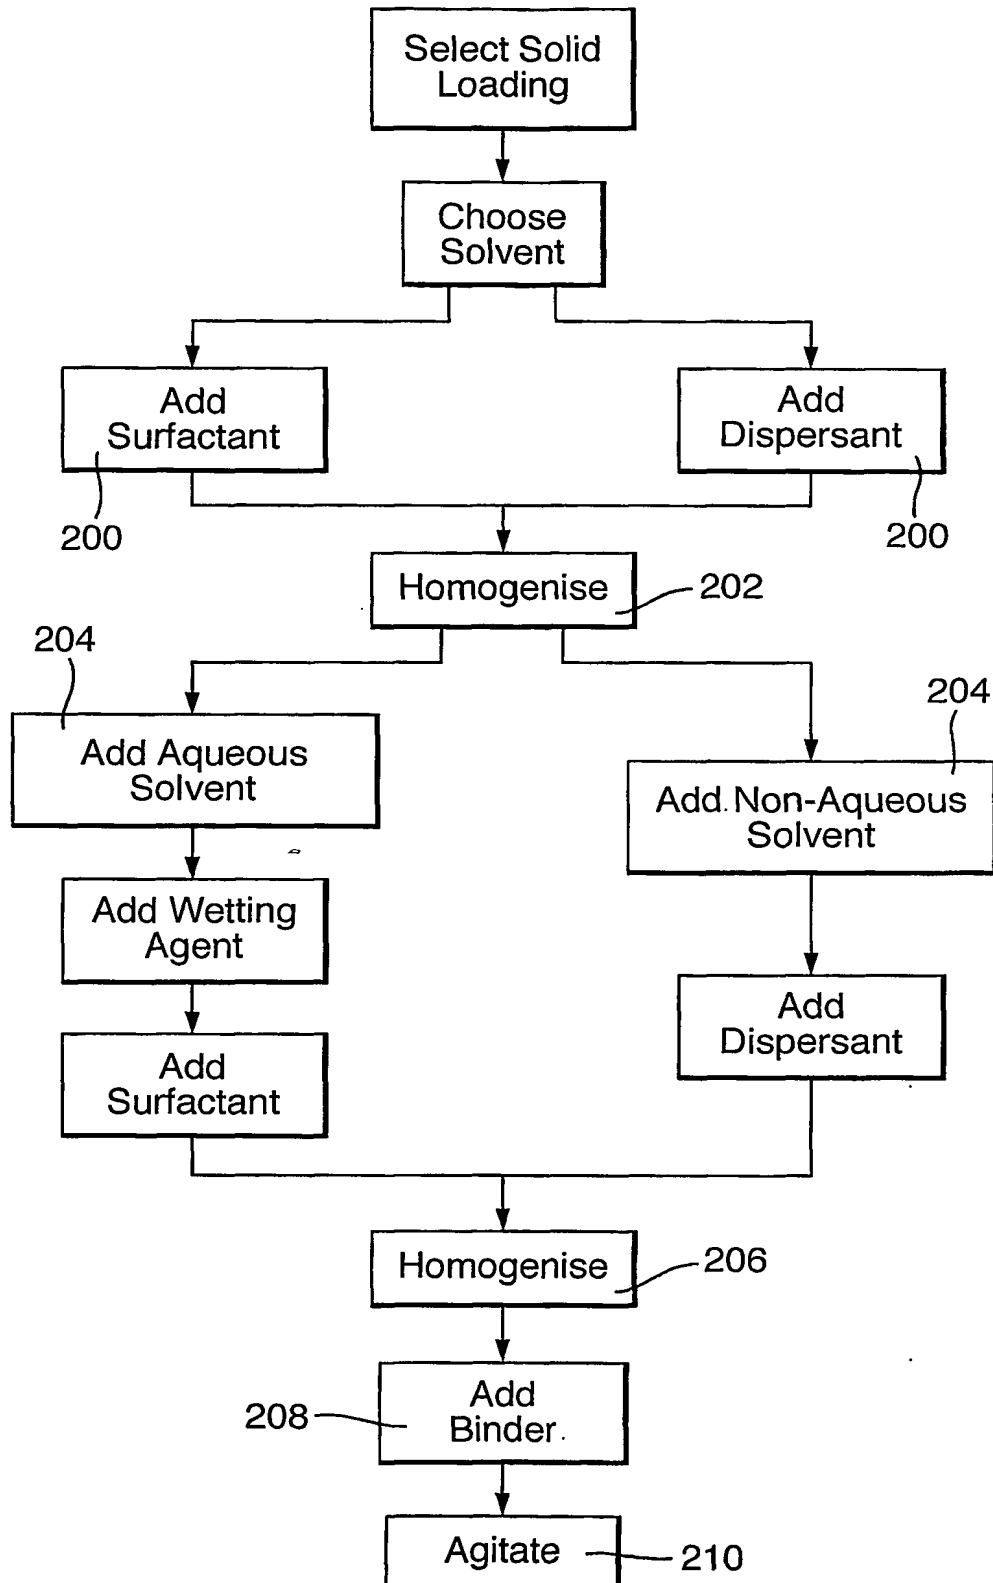 Select Solid
Loading
Choose
Solvent
Add
Surfactant
Add
Dispersant
200
200
Homogenise
202
204
204
Add Aqueous
Solvent
Add Non-Aqueous
Solvent
Add Wetting
Agent
Add
Surfactant
Add
Dispersant
Homogenise
206
Add
Binder
208
Agitate
210